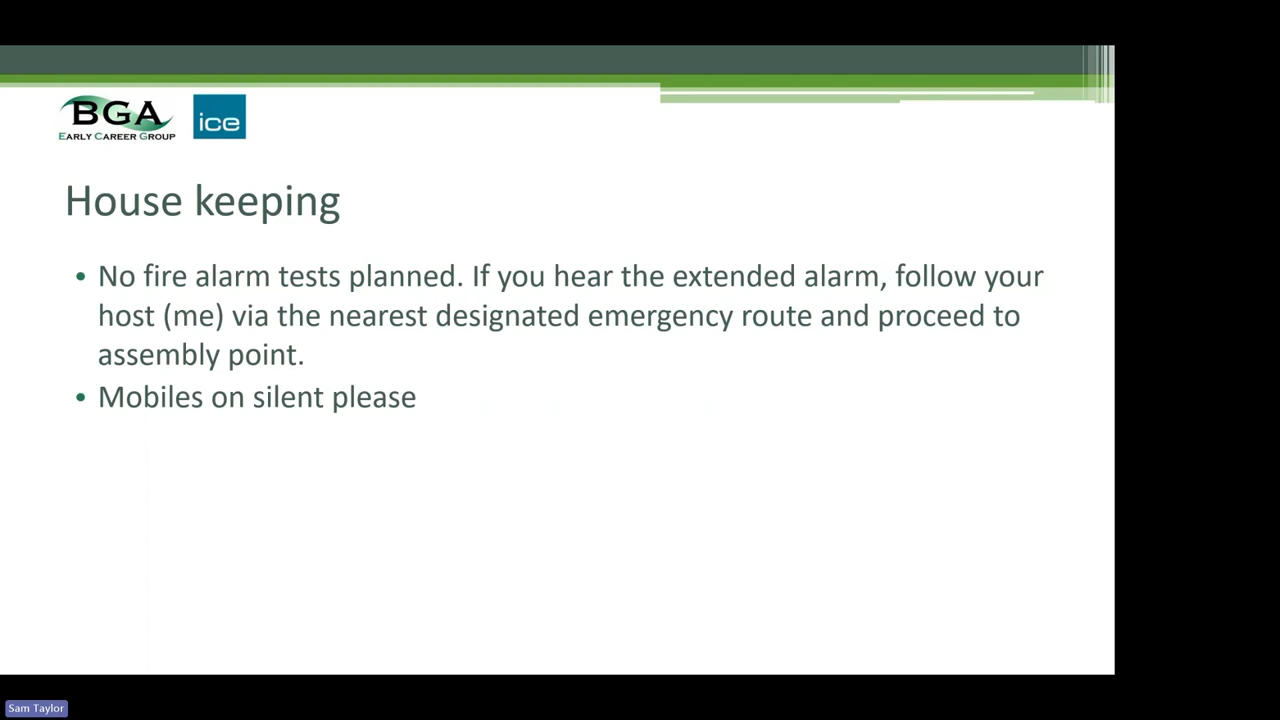 BGA
EARLY CAREER GROUP
ice
House keeping
• No fire alarm tests planned. If you hear the extended alarm, follow your
host (me) via the nearest designated emergency route and proceed to
assembly point.
• Mobiles on silent please
Sam Taylor